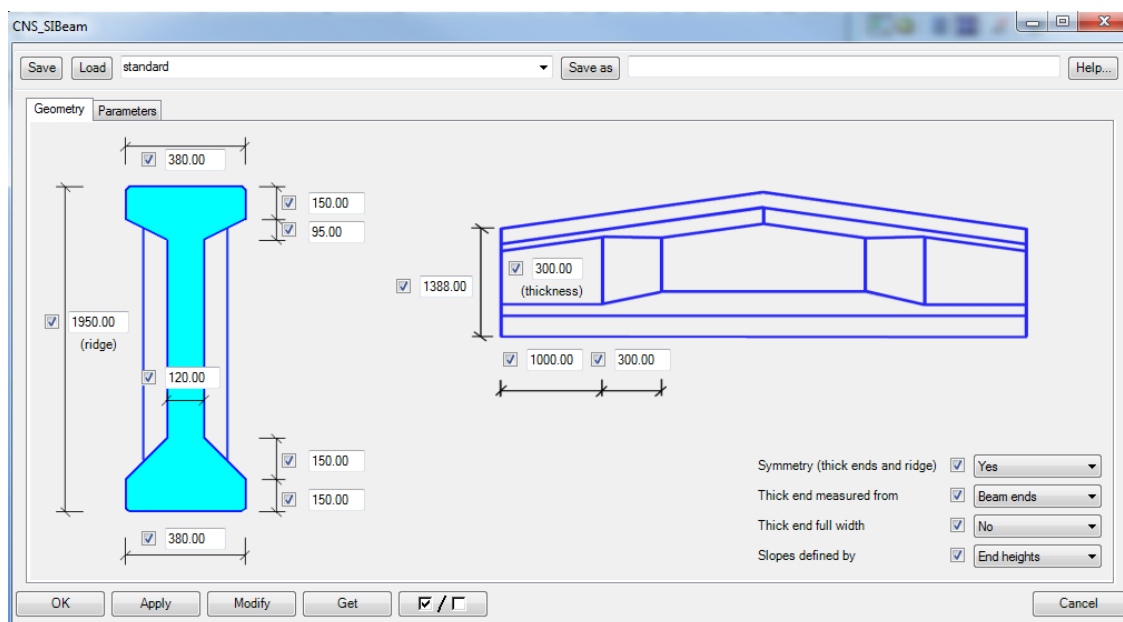 CNS_SIBeam
Save Load standard Save as Help...
Geometry Parameters
380.00
150.00
95.00
1950.00
(ridge)
120.00
150.00
150.00
380.00
300.00
(thickness)
1388.00
1000.00 300.00
Symmetry (thick ends and ridge) Yes
Thick end measured from Beam ends
Thick end full width No
Slopes defined by End heights
OK Apply Modify Get / Cancel